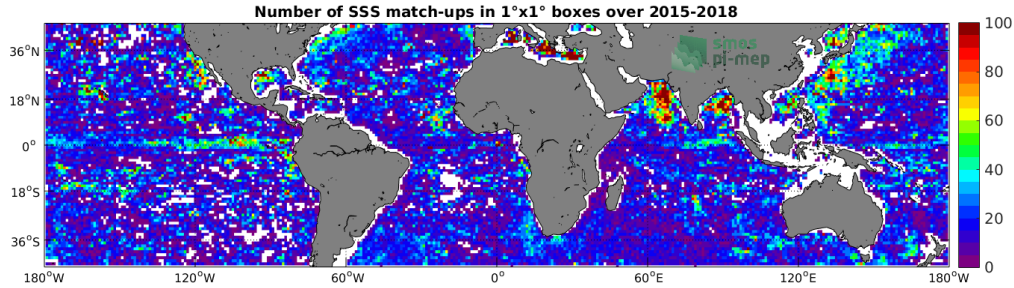 Number of SSS match-ups in 1°x1° boxes over 2015-2018
smos
pi-mep
36°N
18°N
0°
18°S
36°S
180°W 120°W 60°W 0° 60°E 120°E 180°W
100
80
60
40
20
0